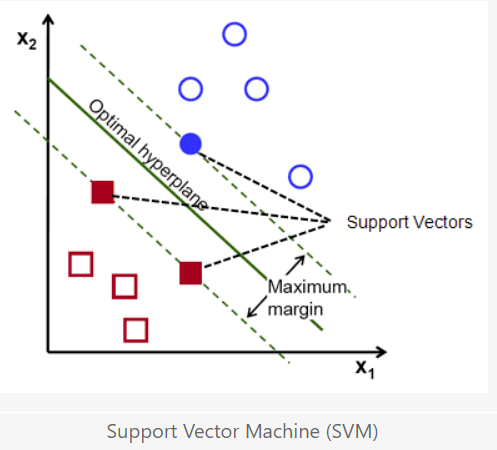 x2
Optimal hyperplane
Support Vectors
Maximum
margin
x1
Support Vector Machine (SVM)